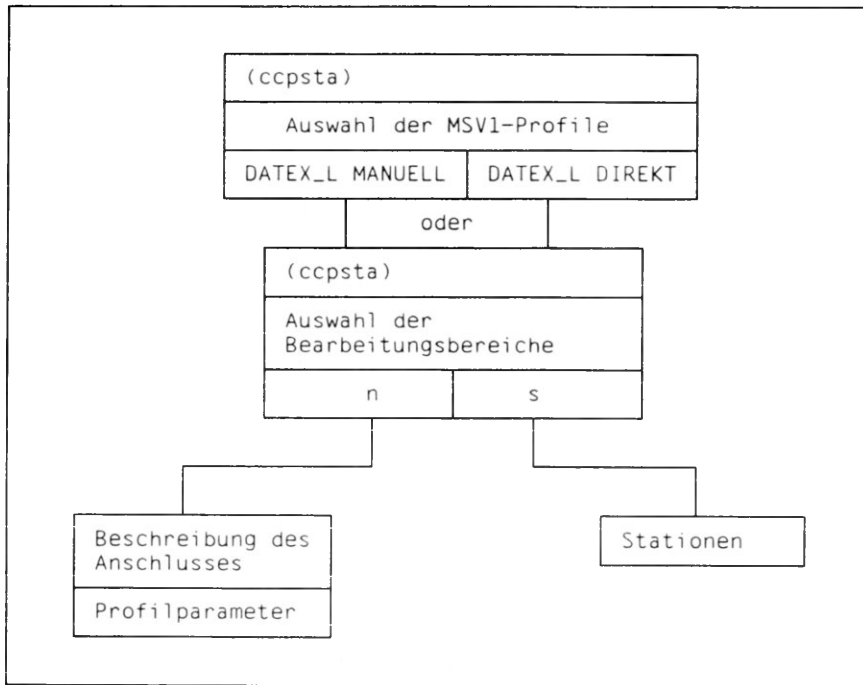 (ccpsta)
Auswahl der MSV1-Profile
DATEX_L MANUELL DATEX_L DIREKT
oder
(ccpsta)
Auswahl der
Bearbeitungsbereiche
n s
Beschreibung des
Anschlusses
Profilparameter
Stationen